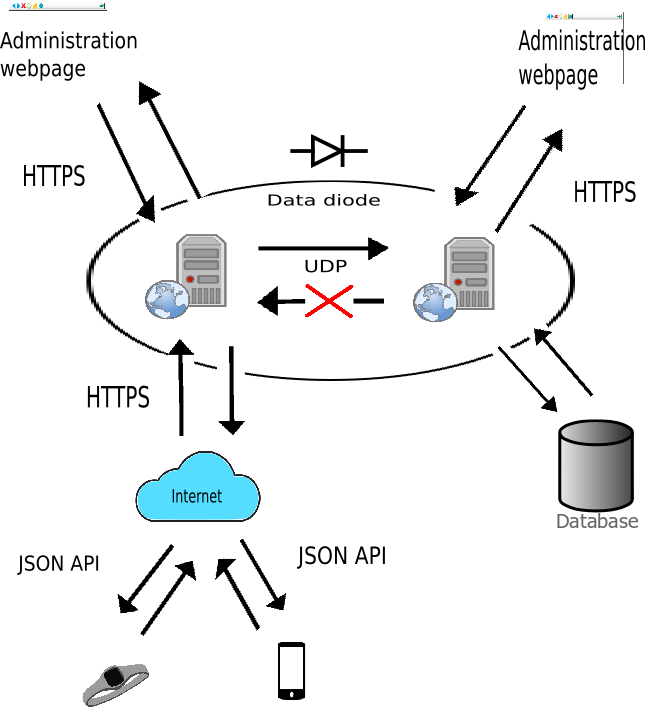 Administration
webpage
Administration
webpage
HTTPS
HTTPS
Data diode
UDP
HTTPS
Internet
Database
JSON API
JSON API